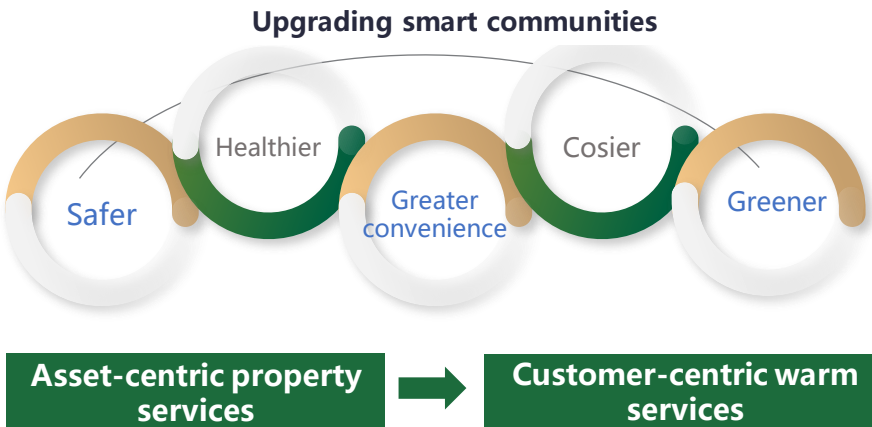 Upgrading smart communities
Safer
Healthier
Greater
convenience
Cosier
Greener
Asset-centric property
services
Customer-centric warm
services